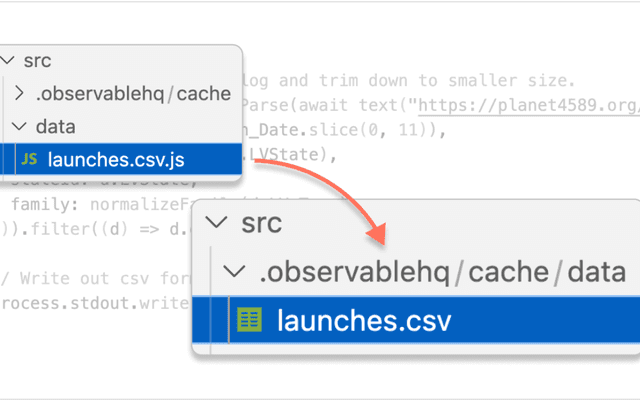 src
.observablehq/cache
data
JS launches.csv.js
log and trim down to smaller size.
Parse(await text("https://planet4589.org/
_Date.slice(0, 11)),
.LVState),
family:
)).filter((d) => d.
/ Write out csv for
rocess.stdout.write
src
.observablehq/cache/data
launches.csv